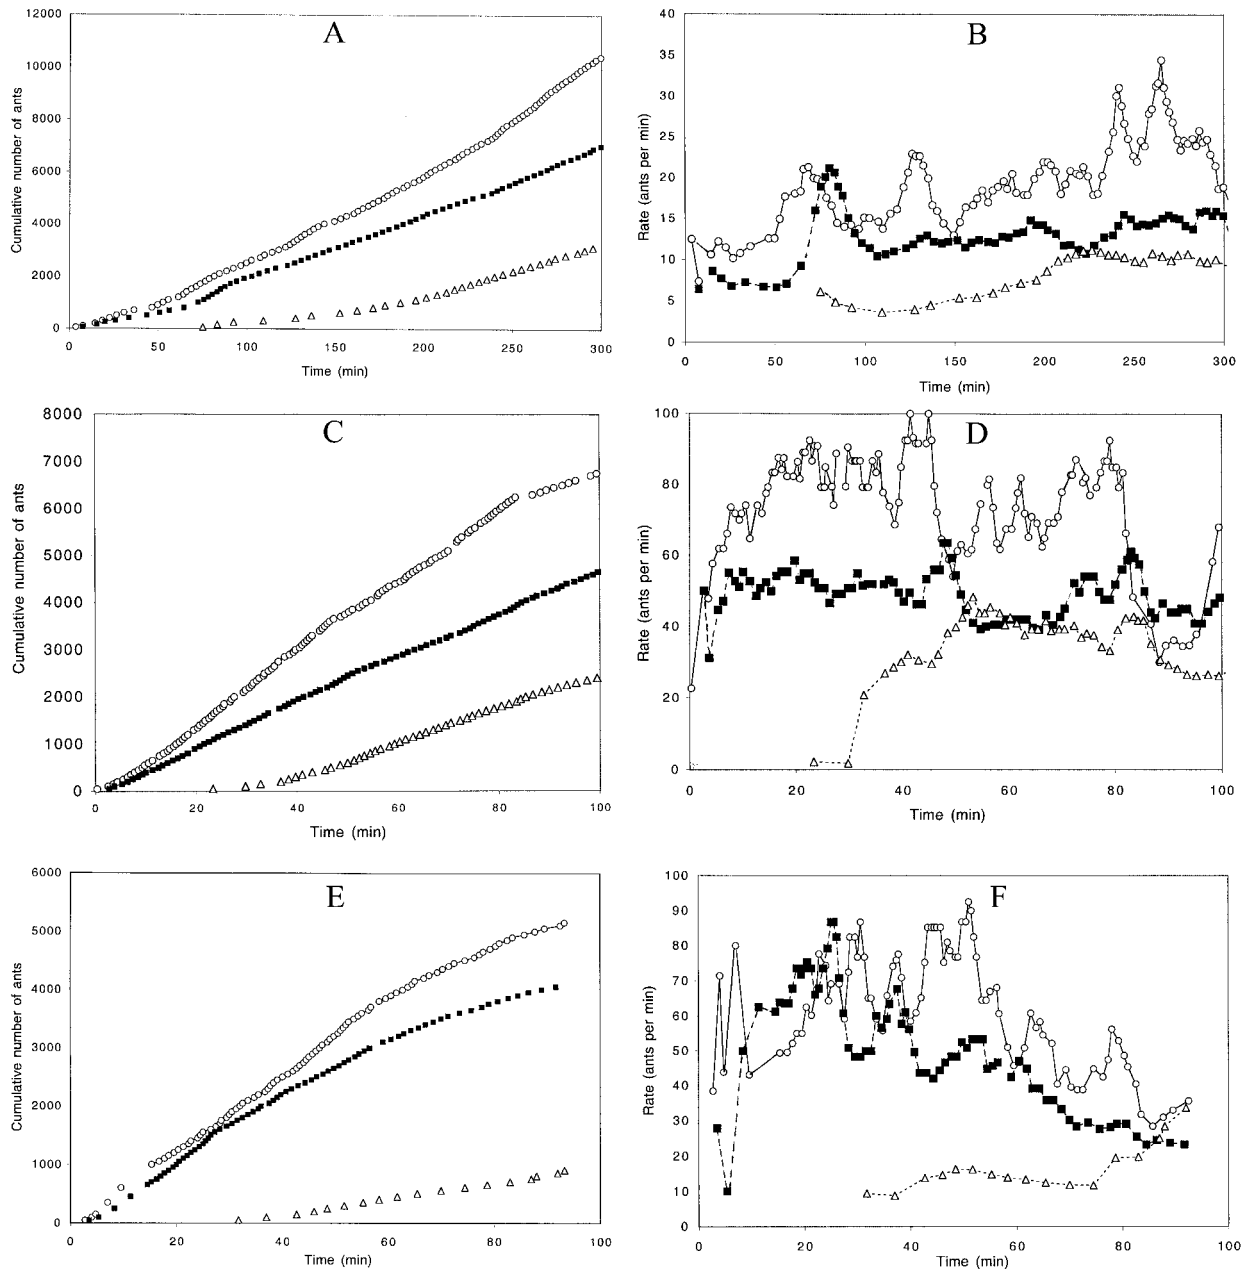 A
Cumulative number of ants
12000
10000
8000
6000
4000
2000
0
0 50 100 150 200 250 300
Time (min)
B
Rate (ants per min)
40
35
30
25
20
15
10
5
0
0 50 100 150 200 250 300
Time (min)
C
Cumulative number of ants
8000
7000
6000
5000
4000
3000
2000
1000
0
0 20 40 60 80 100
Time (min)
D
Rate (ants per min)
100
80
60
40
20
0
0 20 40 60 80 100
Time (min)
E
Cumulative number of ants
6000
5000
4000
3000
2000
1000
0
0 20 40 60 80 100
Time (min)
F
Rate (ants per min)
100
90
80
70
60
50
40
30
20
10
0
0 20 40 60 80 100
Time (min)